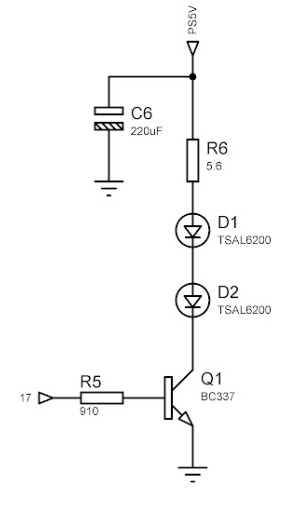 PS5V
C6
220uF
R6
5.6
D1
TSAL6200
D2
TSAL6200
Q1
BC337
R5
17
910